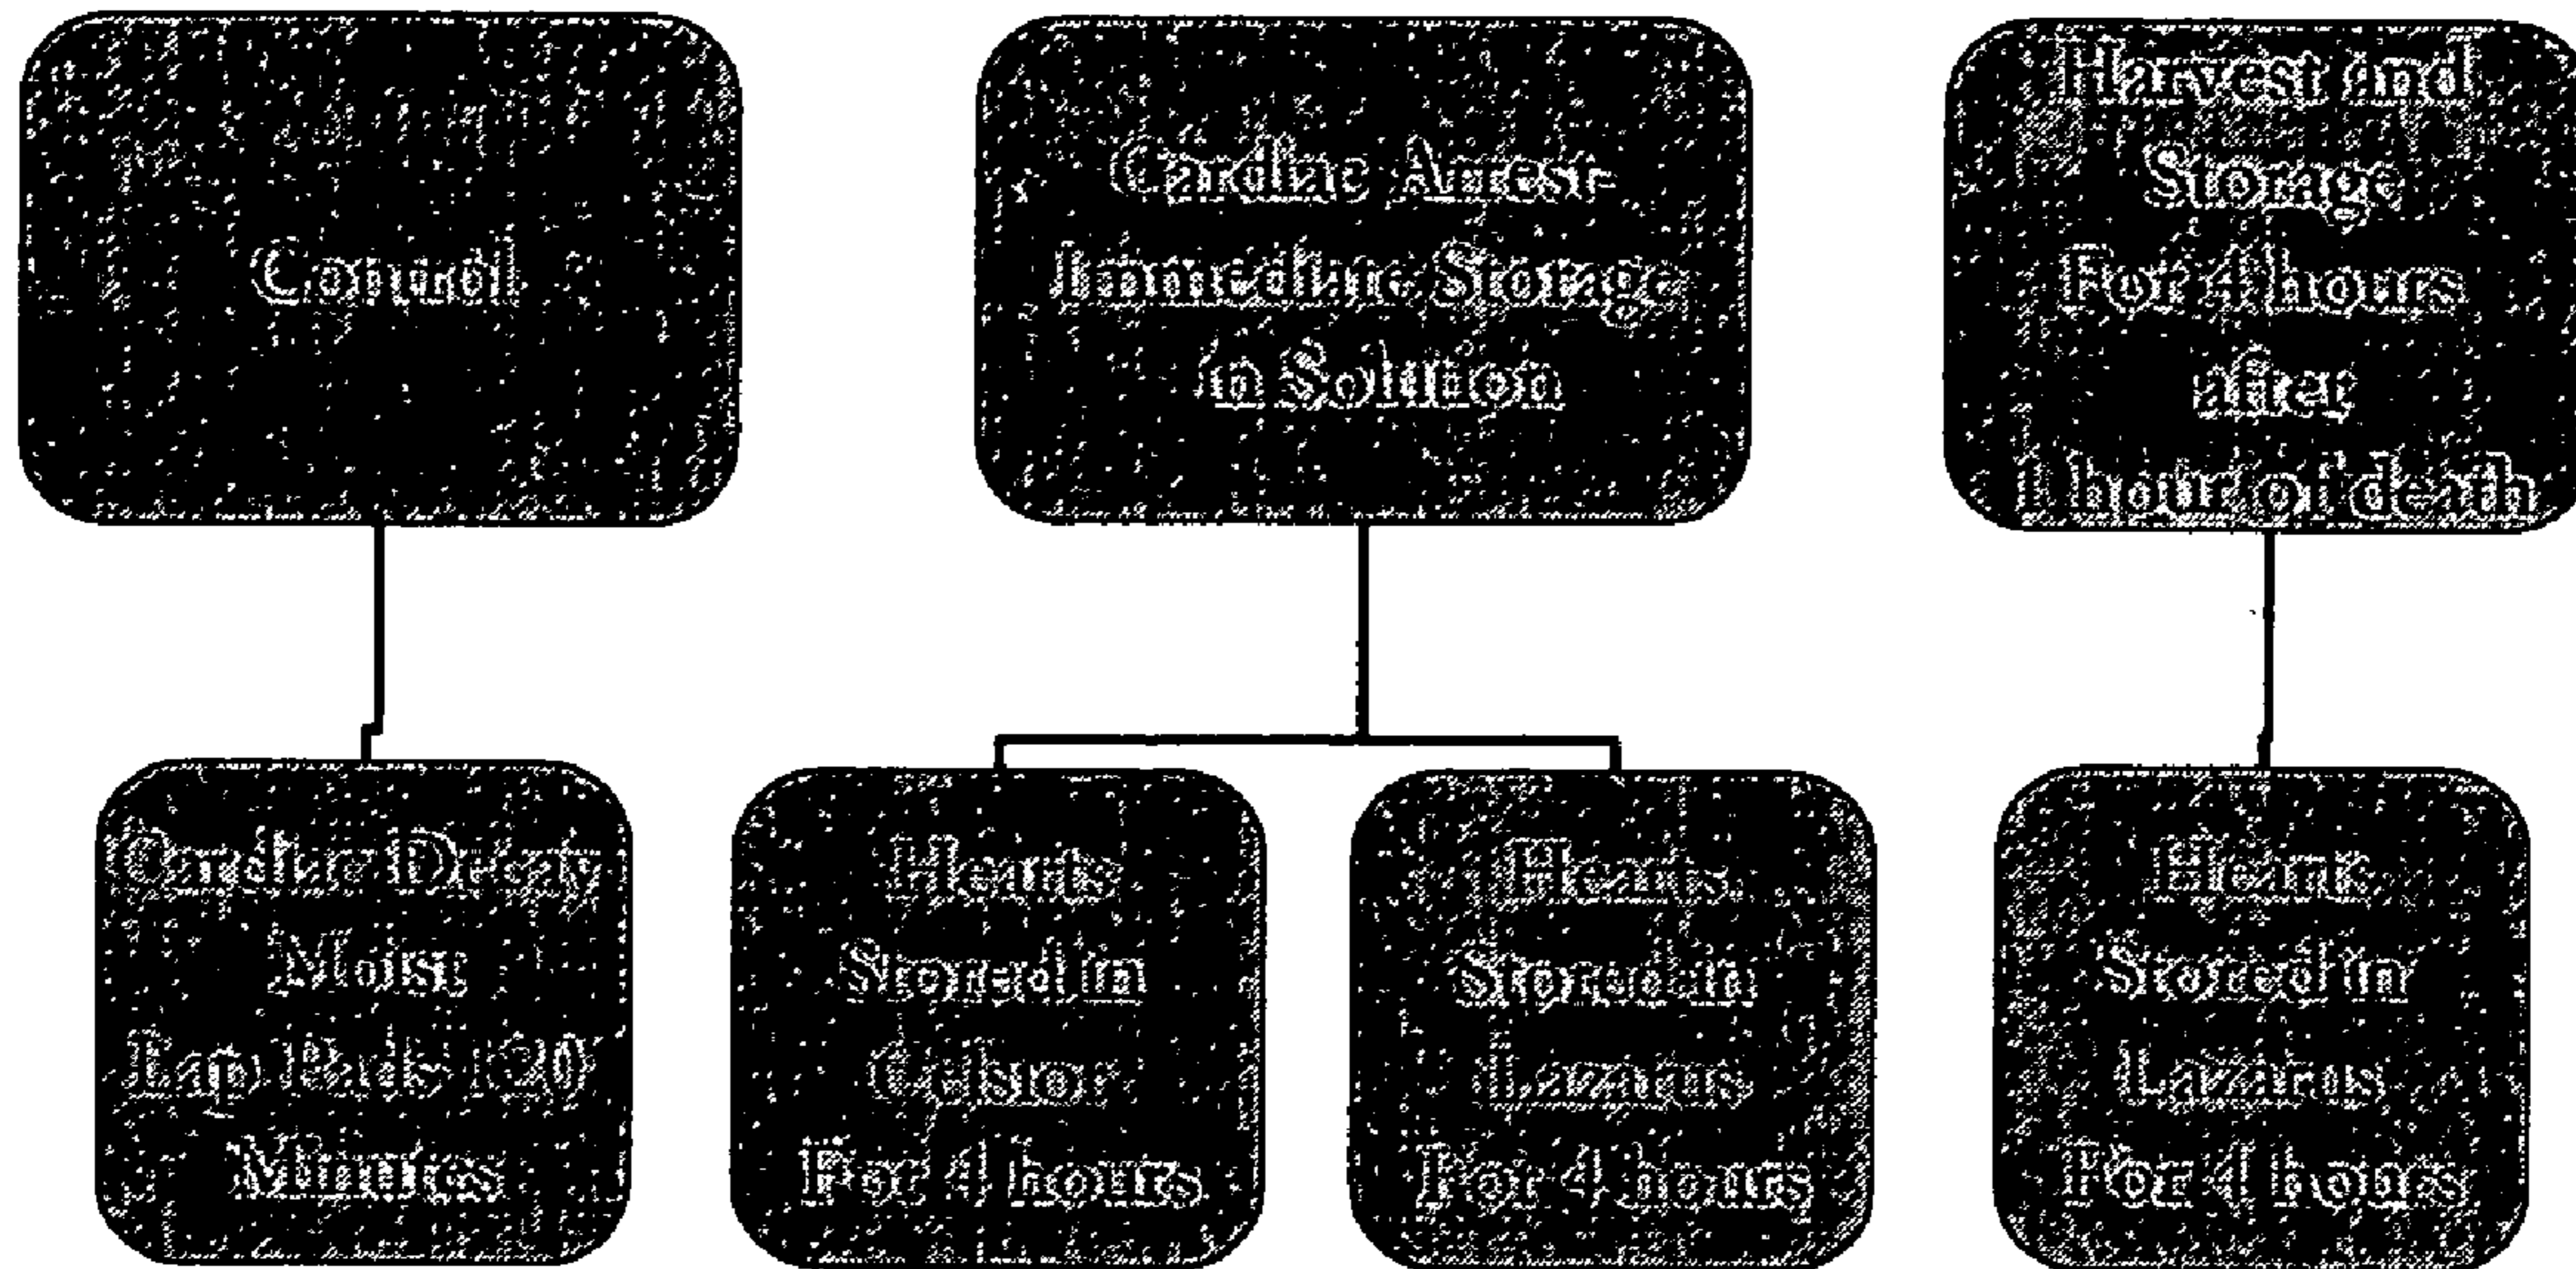 Control
Cardiac Arrest-
Immediate Storage
in Solution
Harvest and
Storage
For 4 hours
after
1 hour of death
Cardiac Decay
Moist
Lap Pads 120
Minutes
Hearts
Stored in
Celsior
For 4 hours
Hearts
Stored in
Lazarus
For 4 hours
Heart
Stored in
Lazarus
For 4 hours